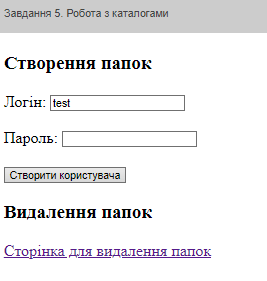 Завдання 5. Робота з каталогами
Створення папок
Логін: test
Пароль:
Створити користувача
Видалення папок
Сторінка для видалення папок